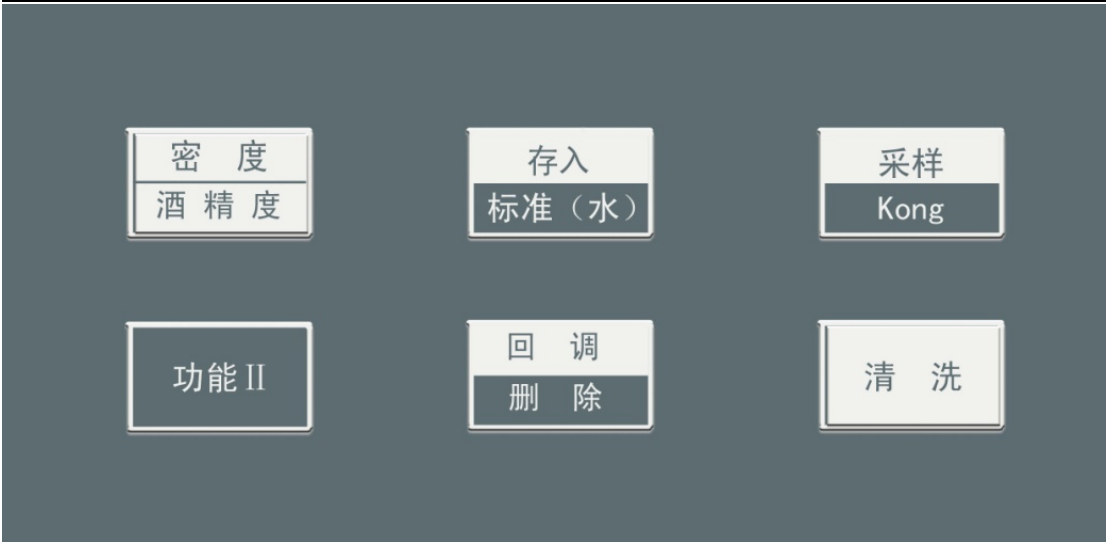 密 度
酒 精 度
存入
标准（水）
采样
Kong
功能Ⅱ
回 调
删 除
清 洗